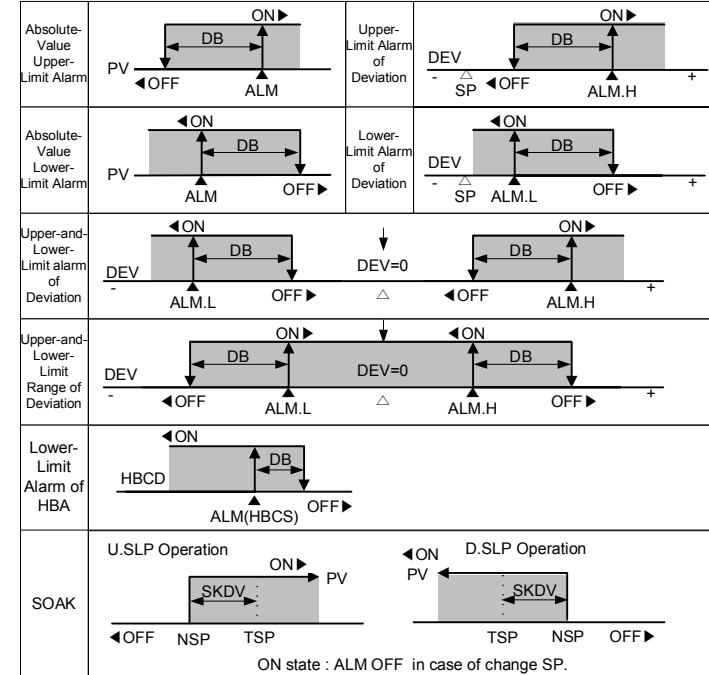 Absolute-
Value
Upper-
Limit Alarm
ON▶
DB
PV
◀OFF
ALM
Upper-
Limit Alarm
of
Deviation
ON▶
DB
DEV
-
SP
◀OFF
ALM.H
+
Absolute-
Value
Lower-
Limit Alarm
◀ON
DB
PV
ALM
OFF▶
Lower-
Limit Alarm
of
Deviation
◀ON
DB
DEV
-
SP
ALM.L
OFF▶
+
Upper-and-
Lower-
Limit alarm
of
Deviation
◀ON
DB
DEV
-
ALM.L
OFF▶
DEV=0
ON▶
DB
◀OFF
ALM.H
+
Upper-and-
Lower-
Limit
Range of
Deviation
ON▶
◀ON
DB
DEV=0
DB
DEV
-
◀OFF
ALM.L
ALM.H
OFF▶
+
Lower-
Limit
Alarm of
HBA
◀ON
DB
HBCD
ALM(HBCS)
OFF▶
SOAK
U.SLP Operation
ON▶
PV
SKDV
◀OFF
NSP
TSP
D.SLP Operation
◀ON
PV
SKDV
TSP
NSP
OFF▶
ON state : ALM OFF in case of change SP.